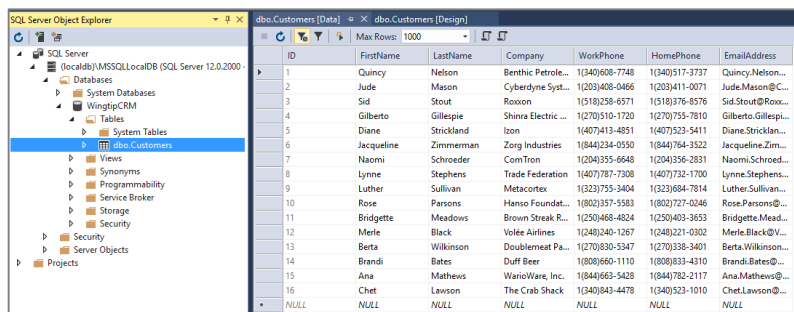 SQL Server Object Explorer
SQL Server
(localdb)\MSSQLLocalDB (SQL Server 12.0.2000 -
Databases
System Databases
WingtipCRM
Tables
System Tables
dbo.Customers
Views
Synonyms
Programmability
Service Broker
Storage
Security
Security
Server Objects
Projects
dbo.Customers [Data] dbo.Customers [Design]
Max Rows: 1000
ID FirstName LastName Company WorkPhone HomePhone EmailAddress
1 Quincy Nelson Benthic Petrole... 1(340)608-7748 1(340)517-3737 Quincy.Nelson...
2 Jude Mason Cyberdyne Syst... 1(203)408-0466 1(203)411-0071 Jude.Mason@C...
3 Sid Stout Roxxon 1(518)258-6571 1(518)376-8576 Sid.Stout@Roxx...
4 Gilberto Gillespie Shinra Electric ... 1(270)510-1720 1(270)755-7810 Gilberto.Gillespi...
5 Diane Strickland Izon 1(407)413-4851 1(407)523-5411 Diane.Stricklan...
6 Jacqueline Zimmerman Zorg Industries 1(844)234-0550 1(844)764-3522 Jacqueline.Zim...
7 Naomi Schroeder ComTron 1(204)355-6648 1(204)356-2831 Naomi.Schroed...
8 Lynne Stephens Trade Federation 1(407)787-7308 1(407)732-1700 Lynne.Stephens...
9 Luther Sullivan Metacortex 1(323)755-3404 1(323)684-7814 Luther.Sullivan...
10 Rose Parsons Hanso Foundat... 1(802)357-5583 1(802)727-0246 Rose.Parsons@...
11 Bridgette Meadows Brown Streak R... 1(250)468-4824 1(250)403-3653 Bridgette.Mead...
12 Merle Black Volée Airlines 1(248)240-1267 1(248)221-0302 Merle.Black@V...
13 Berta Wilkinson Doublemeat Pa... 1(270)830-5347 1(270)338-3401 Berta.Wilkinson...
14 Brandi Bates Duff Beer 1(808)660-1110 1(808)833-4310 Brandi.Bates@...
15 Ana Mathews WarioWare, Inc. 1(844)663-5428 1(844)782-2117 Ana.Mathews@...
16 Chet Lawson The Crab Shack 1(340)843-4478 1(340)523-1010 Chet.Lawson@...
NULL NULL NULL NULL NULL NULL NULL